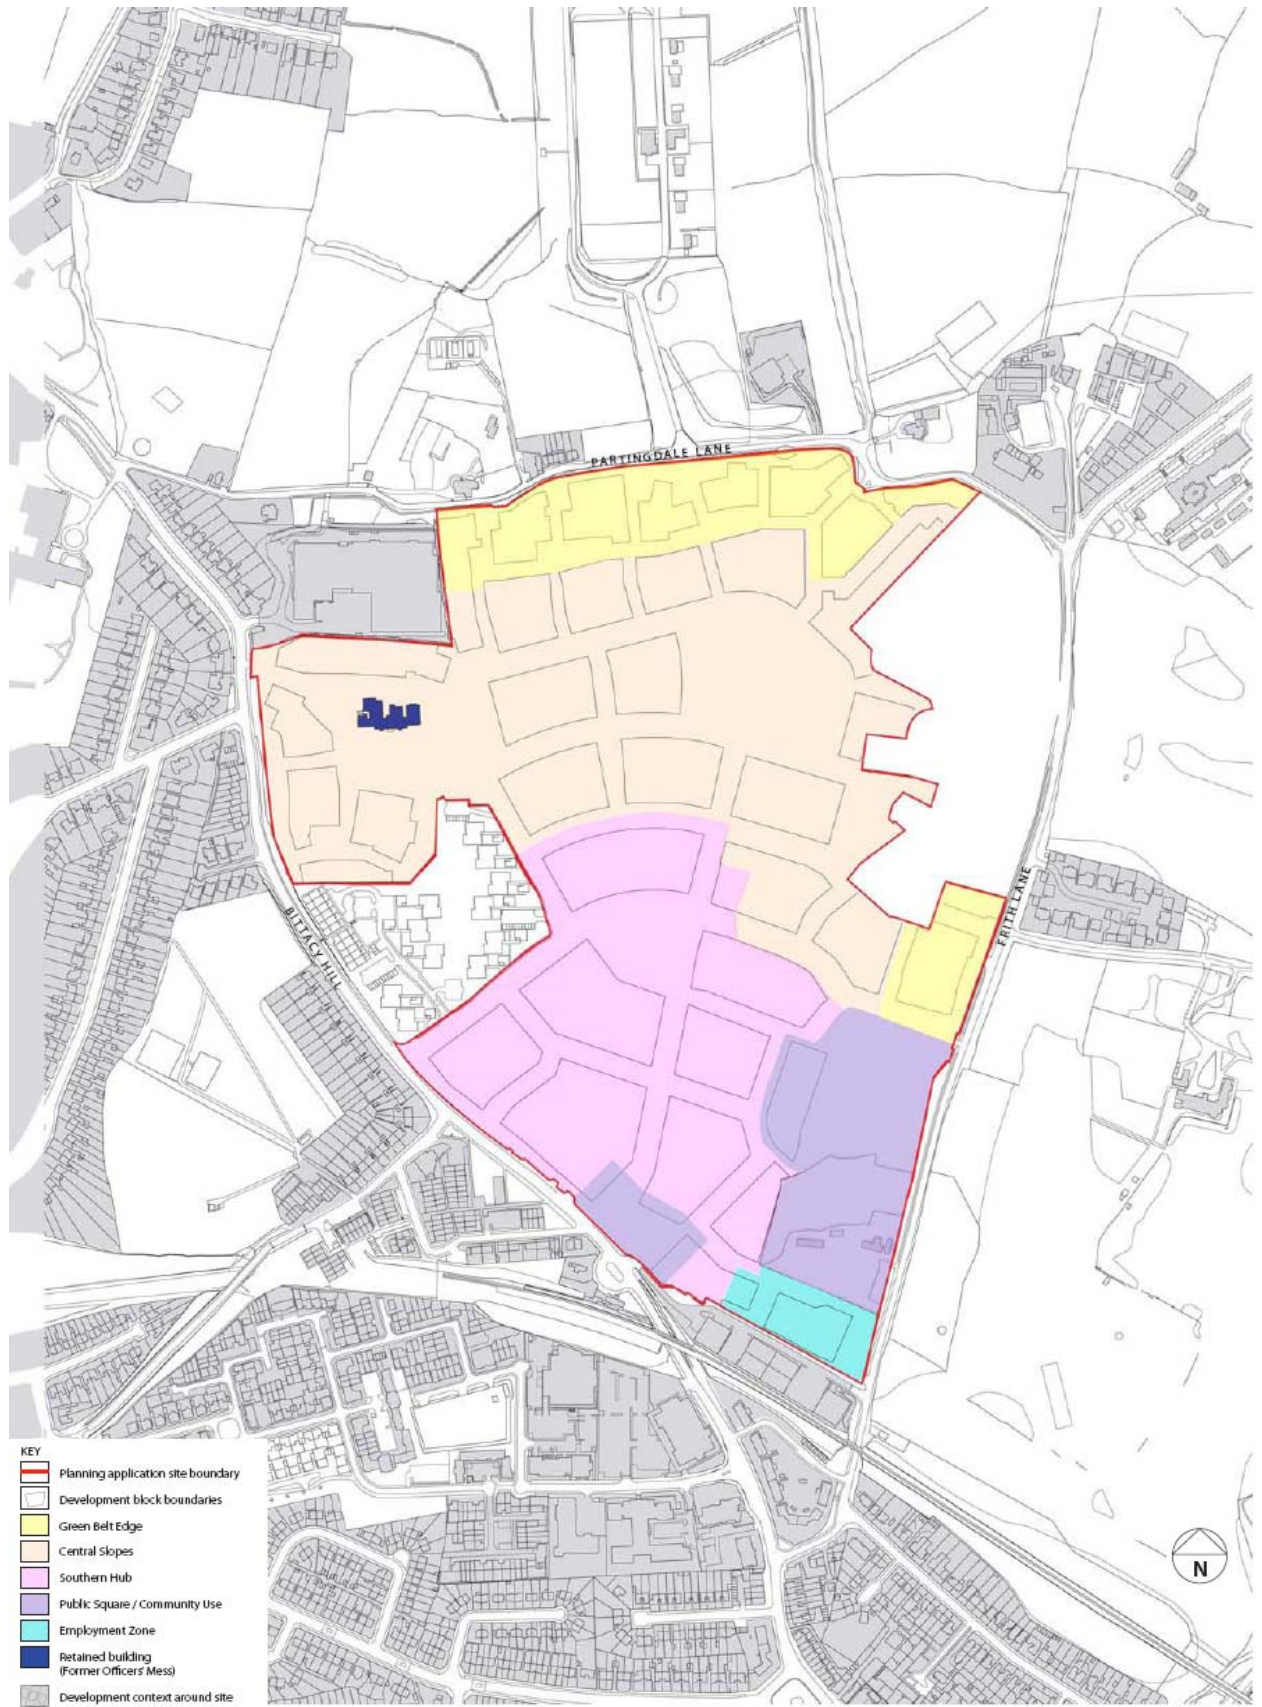 PARTINGDALE LANE
FRITH LANE
BITTACY HILL
KEY
Planning application site boundary
Development block boundaries
Green Belt Edge
Central Slopes
Southern Hub
Public Square / Community Use
Employment Zone
Retained building
(Former Officers' Mess)
Development context around site
N